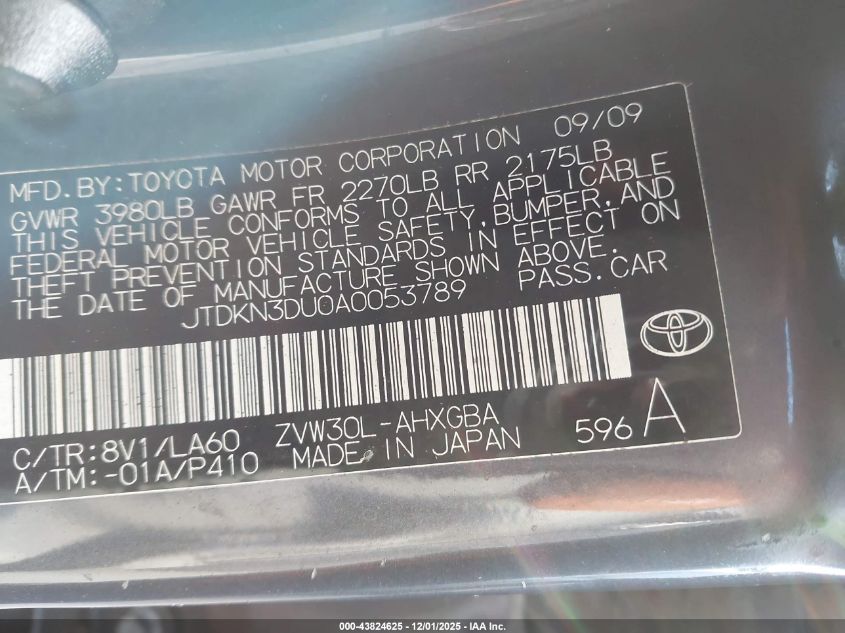 MFD.BY:TOYOTA MOTOR CORPORATION 09/09
GVWR 3980LB GAWR FR 2270LB RR 2175LB
THIS VEHICLE CONFORMS TO ALL APPLICABLE
FEDERAL MOTOR VEHICLE SAFETY,BUMPER,AND
THEFT PREVENTION STANDARDS IN EFFECT ON
THE DATE OF MANUFACTURE SHOWN ABOVE.
JTDKN3DU0A0053789 PASS.CAR
C/TR:8V1/LA60 ZVW30L-AHXGBA
A/TM:-01A/P410 MADE IN JAPAN 596 A
000-43824625 - 12/01/2025 - IAA Inc.